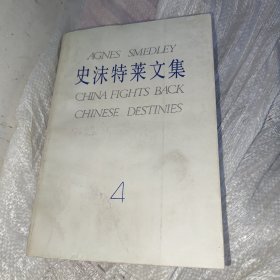 AGNES SMEDLEY
史沫特莱文集
CHINA FIGHTS BACK
CHINESE DESTINIES
4